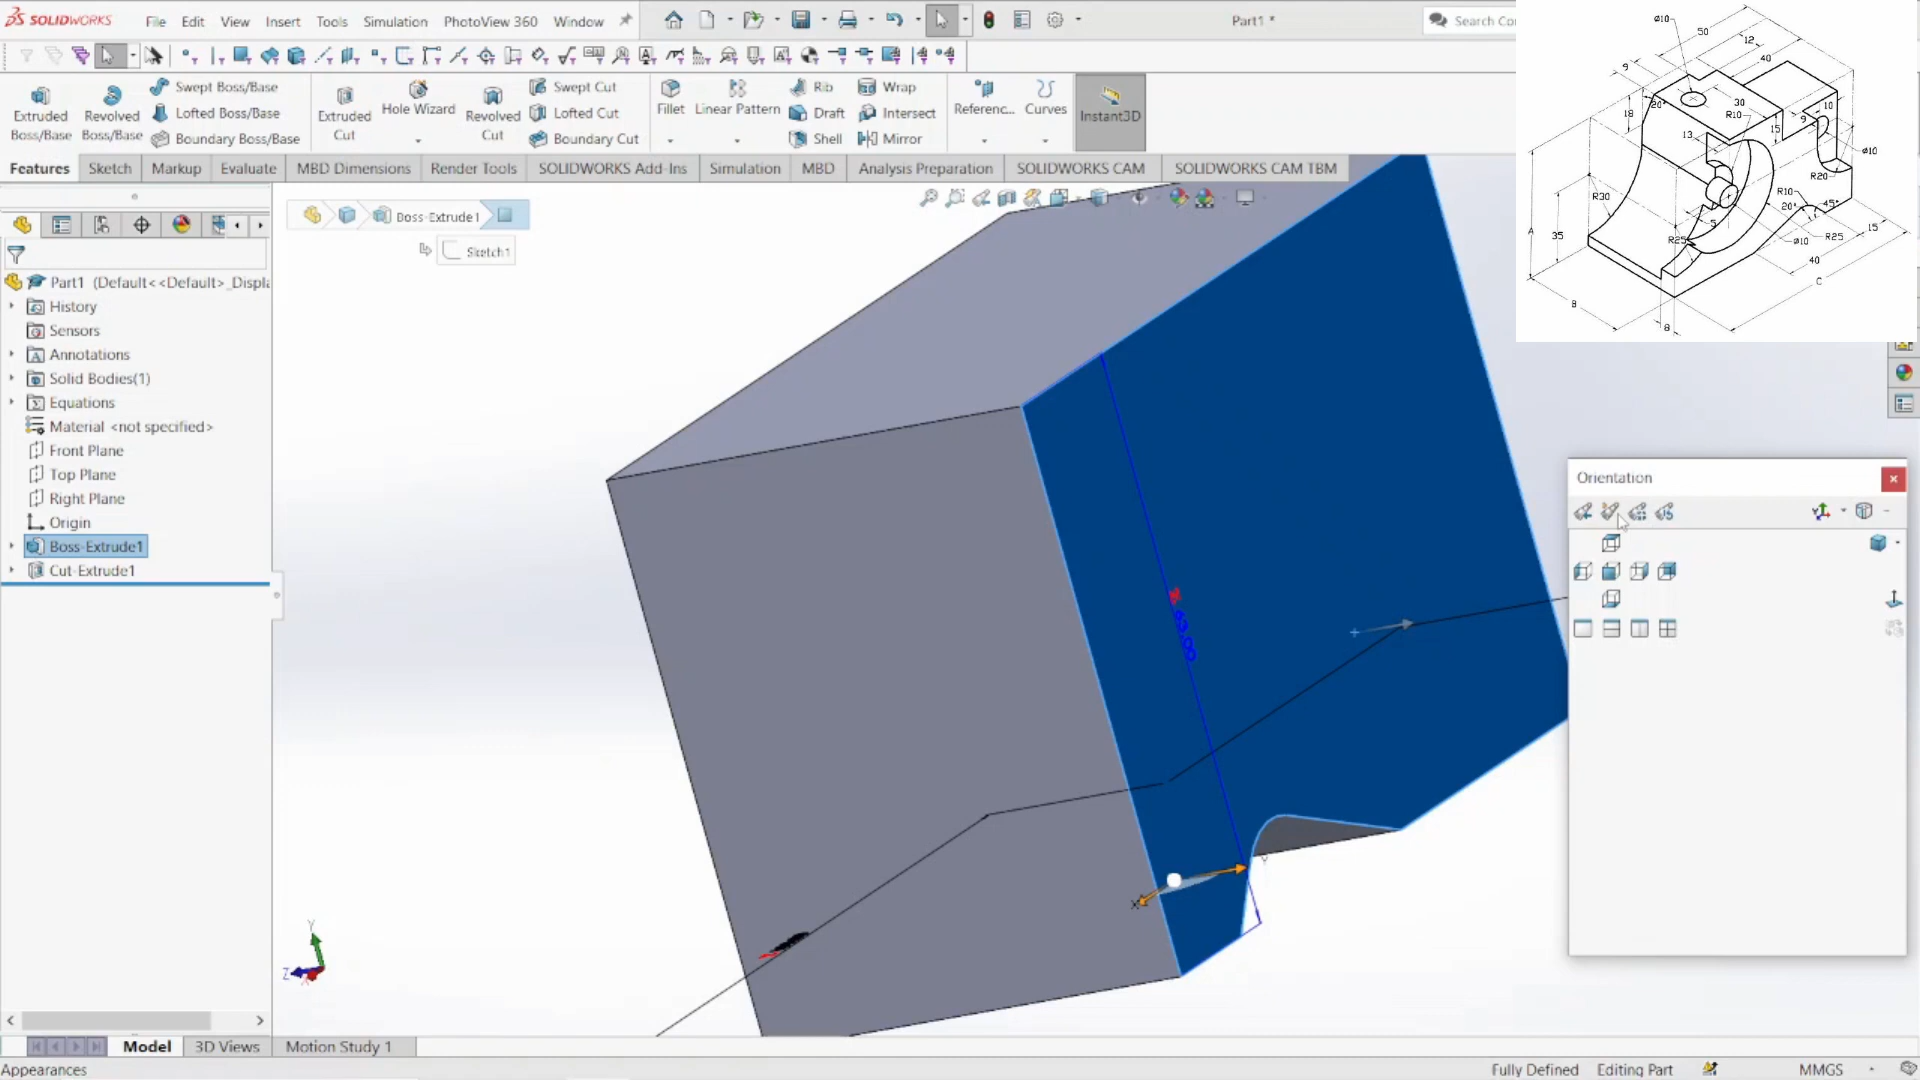 SOLIDWORKS File Edit View Insert Tools Simulation PhotoView 360 Window Part1 * Search Co
Extruded Boss/Base
Revolved Boss/Base
Swept Boss/Base
Lofted Boss/Base
Boundary Boss/Base
Extruded Cut
Hole Wizard
Revolved Cut
Swept Cut
Lofted Cut
Boundary Cut
Fillet
Linear Pattern
Rib
Draft
Shell
Wrap
Intersect
Mirror
Referenc...
Curves
Instant3D
Features Sketch Markup Evaluate MBD Dimensions Render Tools SOLIDWORKS Add-Ins Simulation MBD Analysis Preparation SOLIDWORKS CAM SOLIDWORKS CAM TBM
Boss-Extrude1
Sketch1
Part1 (Default<<Default>_Displa
History
Sensors
Annotations
Solid Bodies(1)
Equations
Material <not specified>
Front Plane
Top Plane
Right Plane
Origin
Boss-Extrude1
Cut-Extrude1
63.00
Y
Z
X
Orientation
Ø10
50
12
40
9
20
30
10
18
R10
9
15
13
Ø10
R20
R30
R10
45°
20°
5
A
35
R25
Ø10
R25
15
40
C
B
8
Model 3D Views Motion Study 1
Appearances Fully Defined Editing Part MMGS